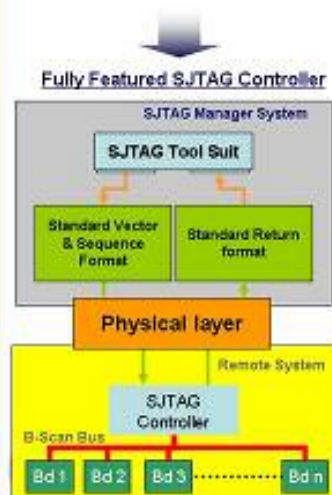 Fully Featured SJTAG Controller
SJTAG Manager System
SJTAG Tool Suit
Standard Vector
& Sequence
Format
Standard Return
format
Physical layer
Remote System
SJTAG
Controller
B-Scan Bus
Bd 1
Bd 2
Bd 3
Bd n